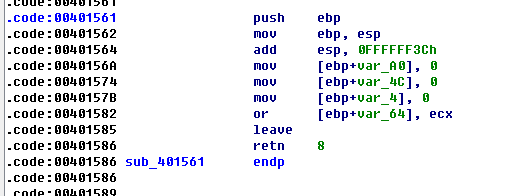 .code:00401561
.code:00401561 push ebp
.code:00401562 mov ebp, esp
.code:00401564 add esp, 0FFFFFF3Ch
.code:0040156A mov [ebp+var_A0], 0
.code:00401574 mov [ebp+var_4C], 0
.code:0040157B mov [ebp+var_4], 0
.code:00401582 or [ebp+var_64], ecx
.code:00401585 leave
.code:00401586 retn 8
.code:00401586 sub_401561 endp
.code:00401586
.code:00401589